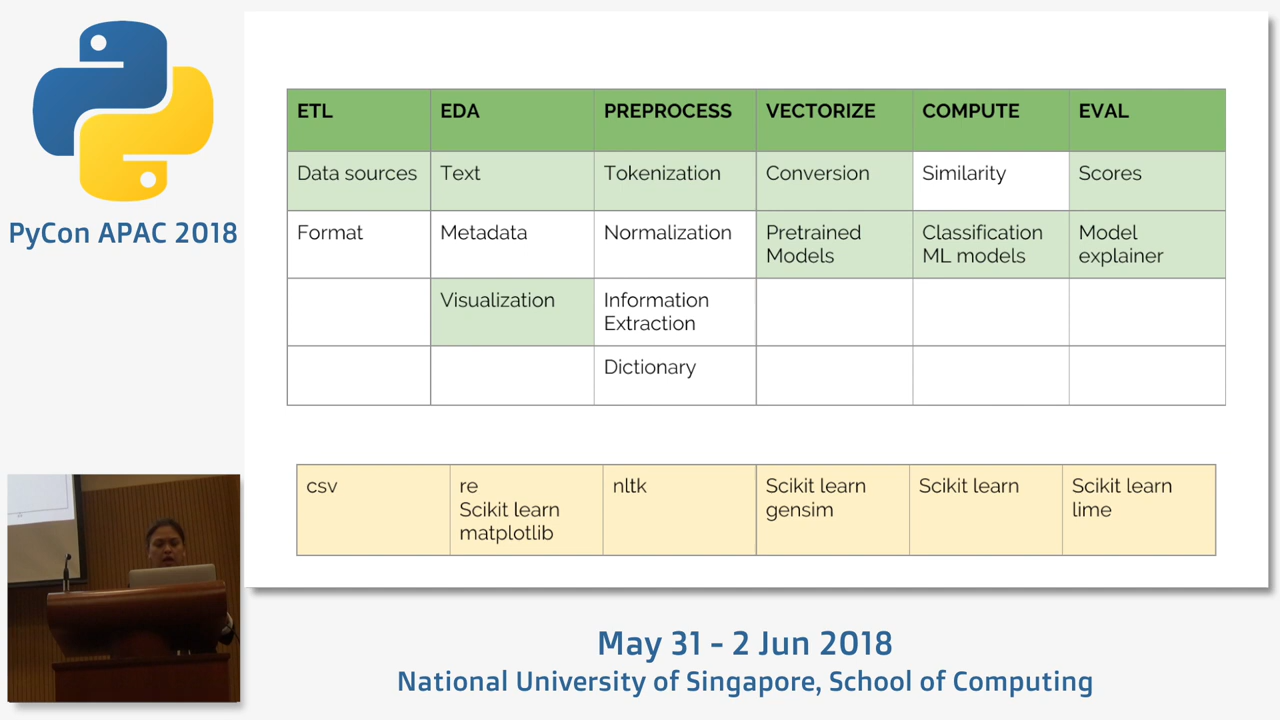 PyCon APAC 2018
ETL EDA PREPROCESS VECTORIZE COMPUTE EVAL
Data sources Text Tokenization Conversion Similarity Scores
Format Metadata Normalization Pretrained Classification Model
Models ML models explainer
Visualization Information
Extraction
Dictionary
csv re nltk Scikit learn Scikit learn Scikit learn
Scikit learn gensim lime
matplotlib
May 31 - 2 Jun 2018
National University of Singapore, School of Computing